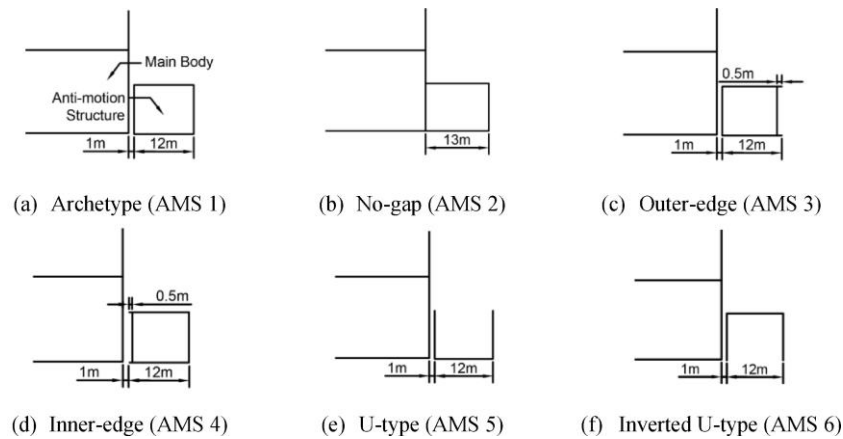 Main Body
Anti-motion
Structure
1m 12m
13m
0.5m
1m 12m
(a) Archetype (AMS 1)
(b) No-gap (AMS 2)
(c) Outer-edge (AMS 3)
0.5m
1m 12m
1m 12m
1m 12m
(d) Inner-edge (AMS 4)
(e) U-type (AMS 5)
(f) Inverted U-type (AMS 6)